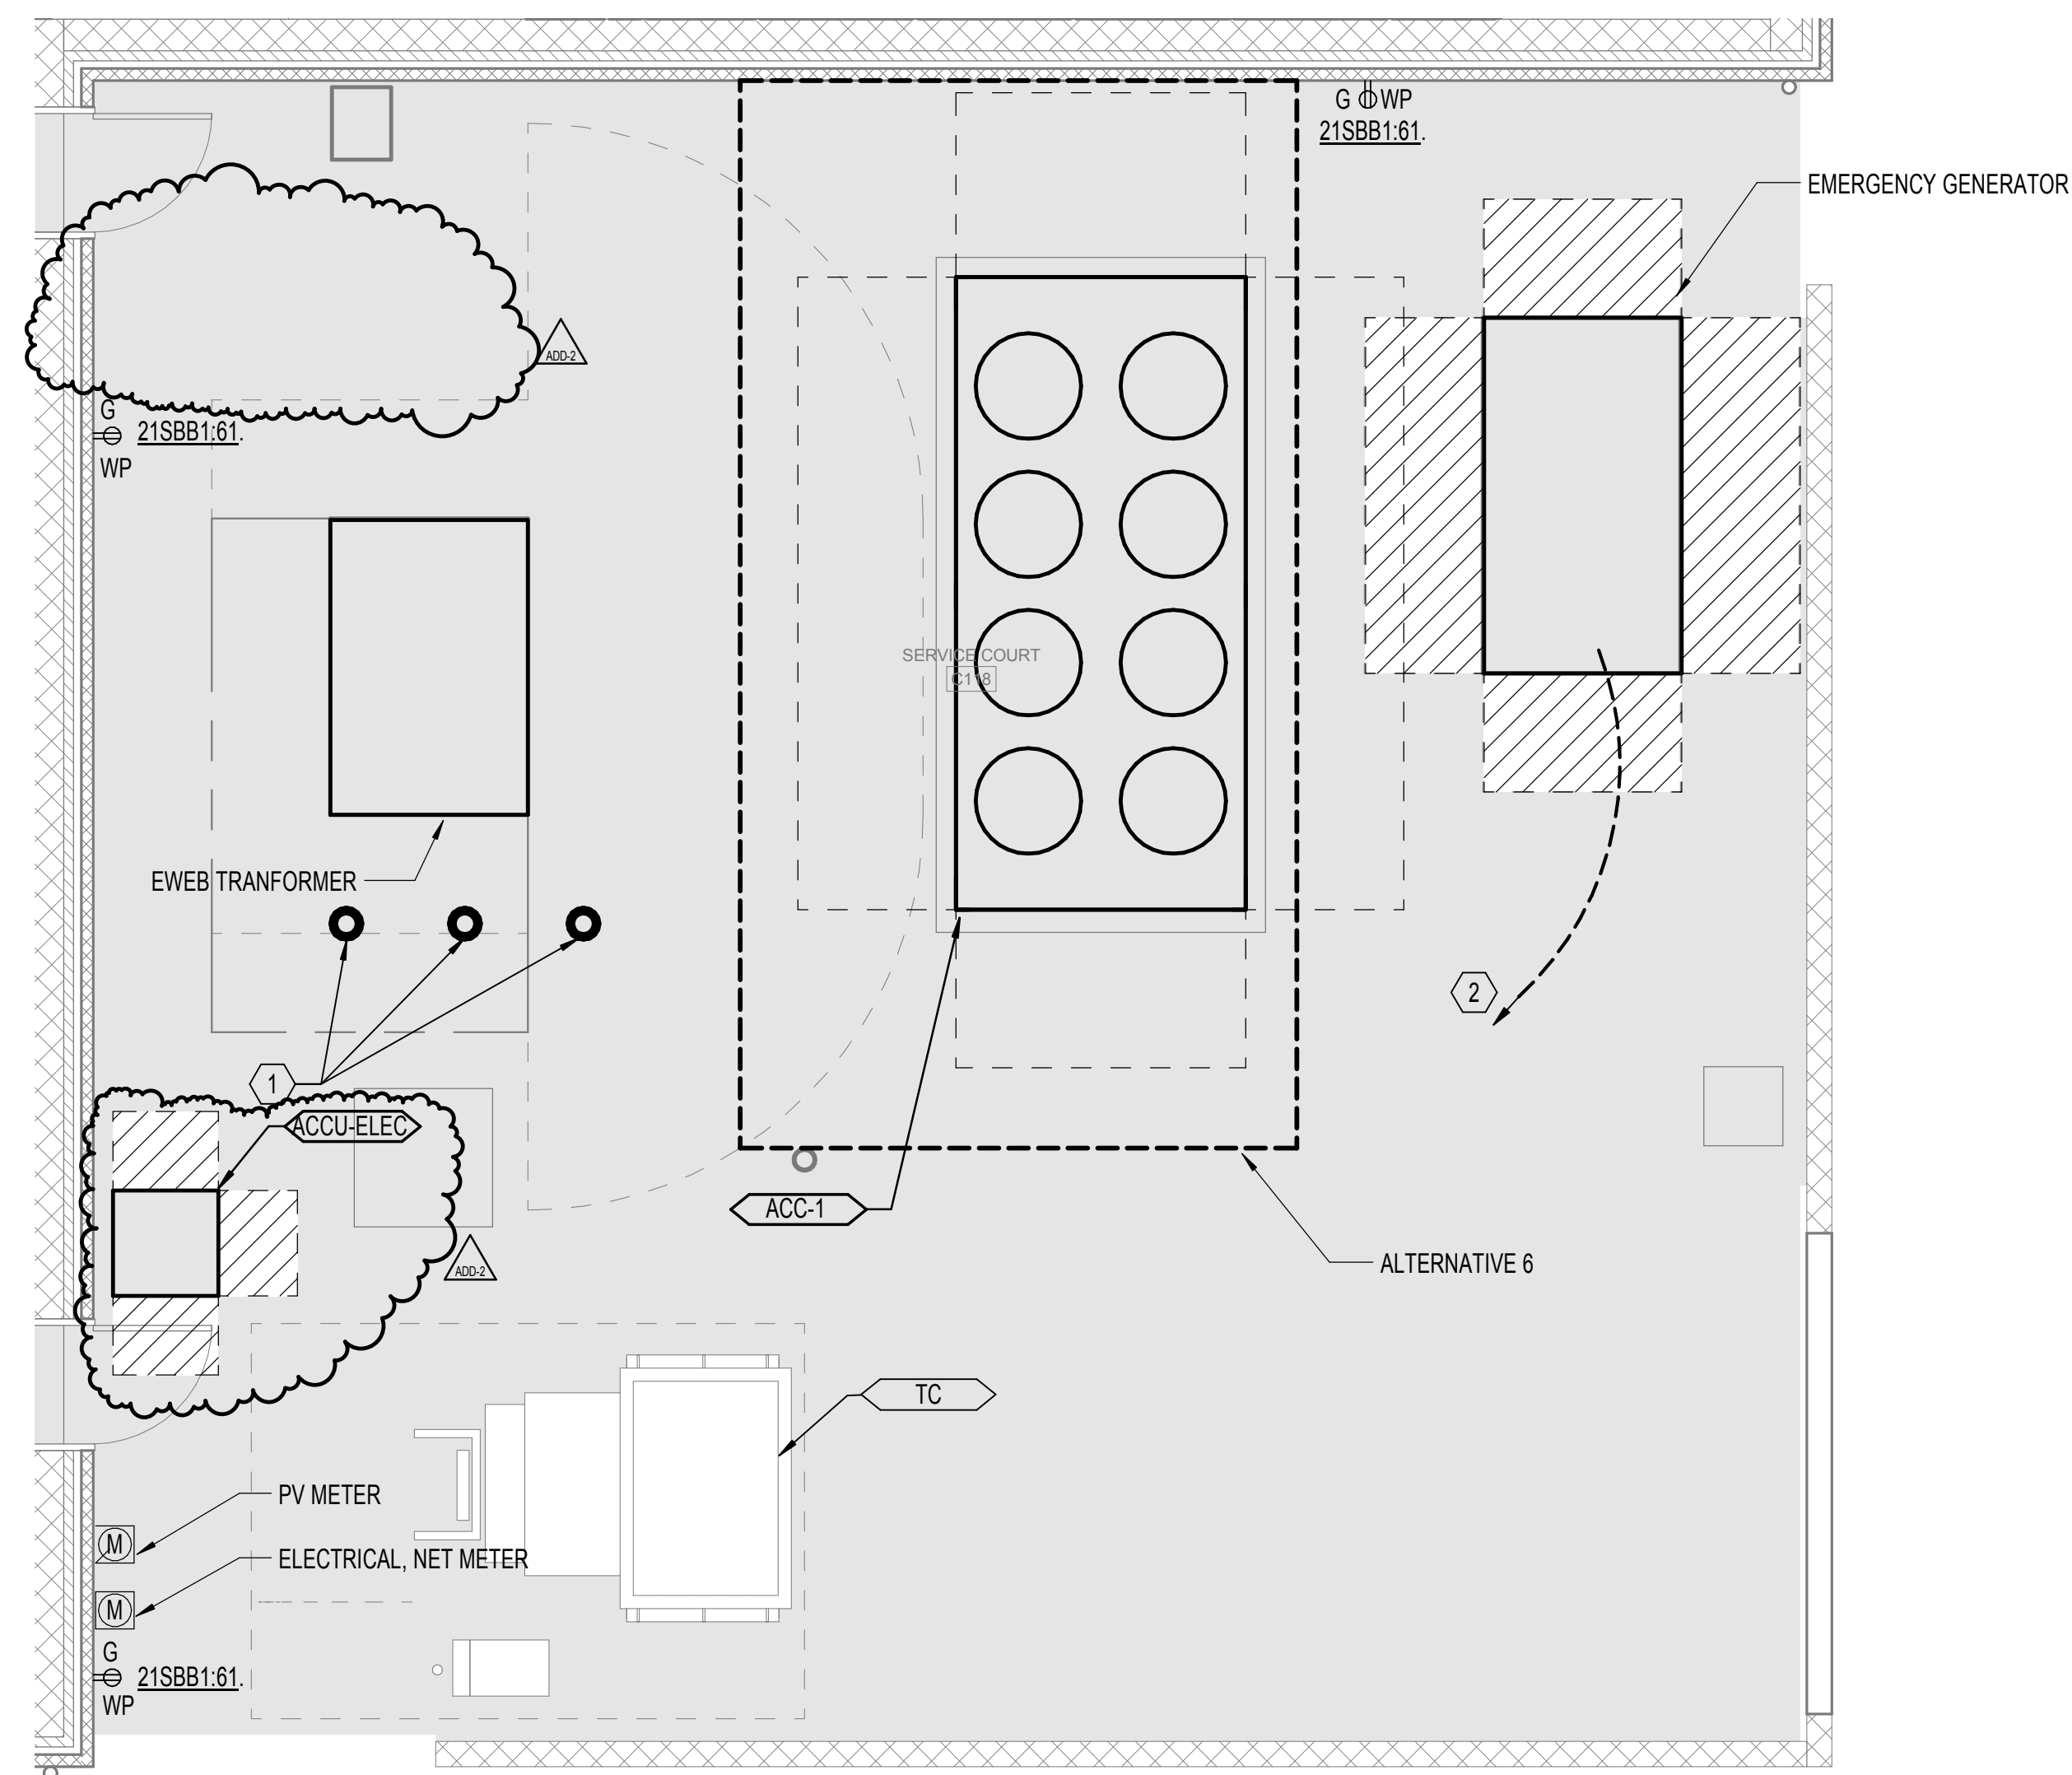 G WP
21SBB1:61.
EMERGENCY GENERATOR
ADD-2
G
21SBB1:61.
WP
SERVICE COURT
C118
EWEB TRANFORMER
2
1
ACCU-ELEC
ACC-1
ADD-2
ALTERNATIVE 6
TC
PV METER
M
ELECTRICAL, NET METER
M
G
21SBB1:61.
WP